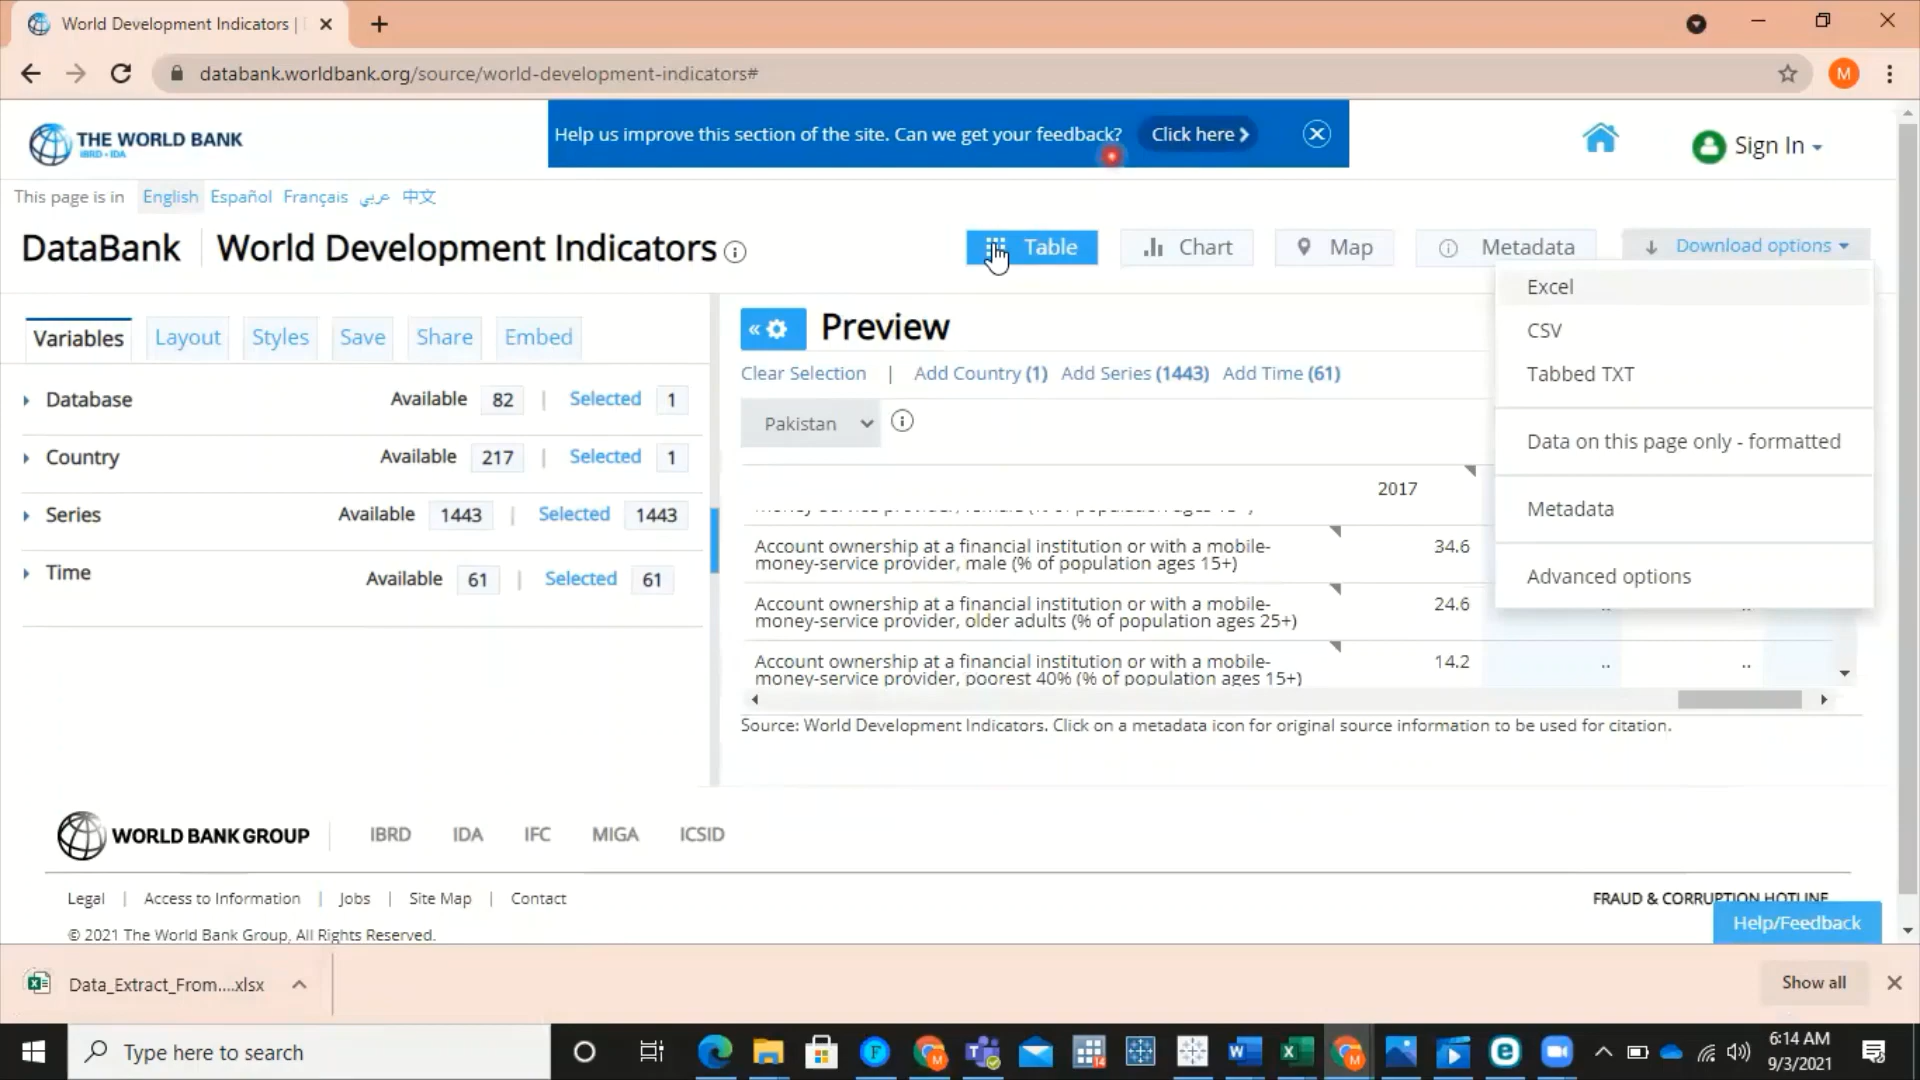 World Development Indicators |
databank.worldbank.org/source/world-development-indicators#
M
THE WORLD BANK
IBRD • IDA
Help us improve this section of the site. Can we get your feedback?
Click here
Sign In
This page is in English Español Français عربي 中文
DataBank
World Development Indicators
Table
Chart
Map
Metadata
Download options
Excel
CSV
Tabbed TXT
Data on this page only - formatted
Metadata
Advanced options
Variables
Layout
Styles
Save
Share
Embed
Database Available 82 | Selected 1
Country Available 217 | Selected 1
Series Available 1443 | Selected 1443
Time Available 61 | Selected 61
Preview
Clear Selection | Add Country (1) Add Series (1443) Add Time (61)
Pakistan
2017
Account ownership at a financial institution or with a mobile-
money-service provider, male (% of population ages 15+)
34.6
Account ownership at a financial institution or with a mobile-
money-service provider, older adults (% of population ages 25+)
24.6
.. ..
Account ownership at a financial institution or with a mobile-
money-service provider, poorest 40% (% of population ages 15+)
14.2
.. ..
Source: World Development Indicators. Click on a metadata icon for original source information to be used for citation.
WORLD BANK GROUP
IBRD IDA IFC MIGA ICSID
Legal | Access to Information | Jobs | Site Map | Contact
FRAUD & CORRUPTION HOTLINE
© 2021 The World Bank Group, All Rights Reserved.
Help/Feedback
Data_Extract_From....xlsx
Show all
Type here to search
14
6:14 AM
9/3/2021